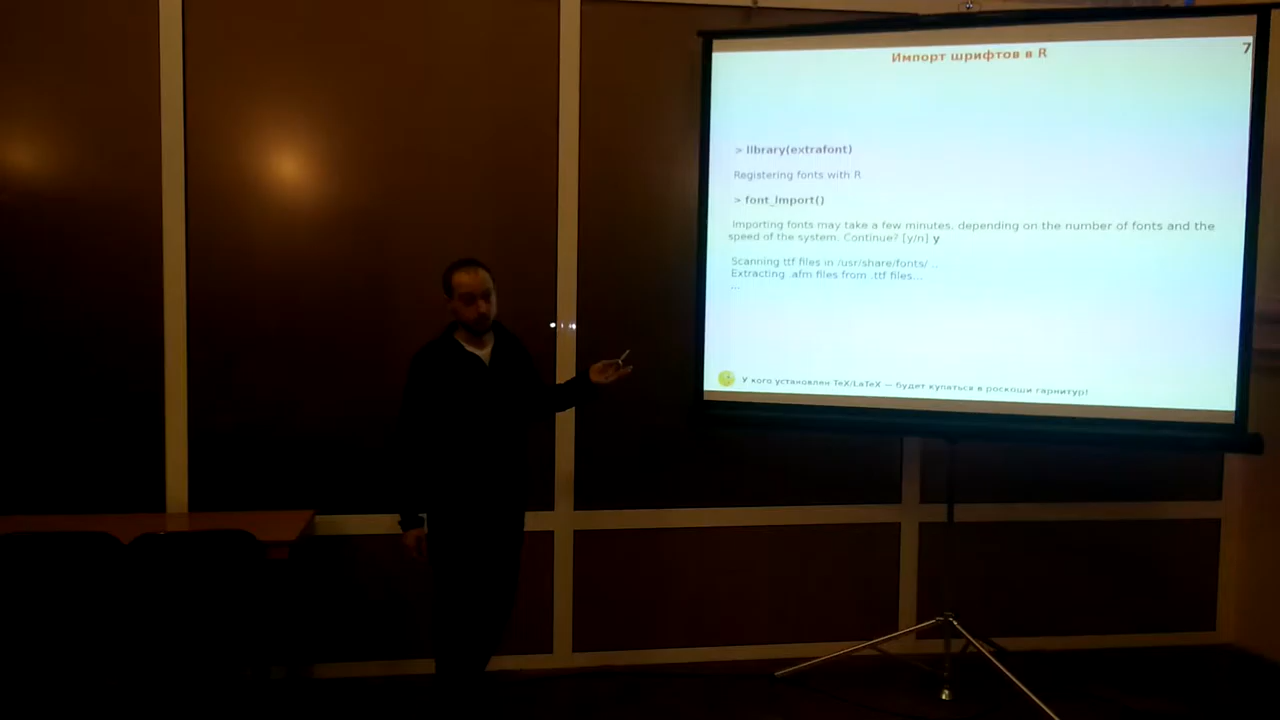 Импорт шрифтов в R
7
> library(extrafont)
Registering fonts with R
> font_import()
Importing fonts may take a few minutes, depending on the number of fonts and the
speed of the system. Continue? [y/n] y
Scanning ttf files in /usr/share/fonts/ ..
Extracting .afm files from .ttf files...
...
У кого установлен TeX/LaTeX — будет купаться в роскоши гарнитур!